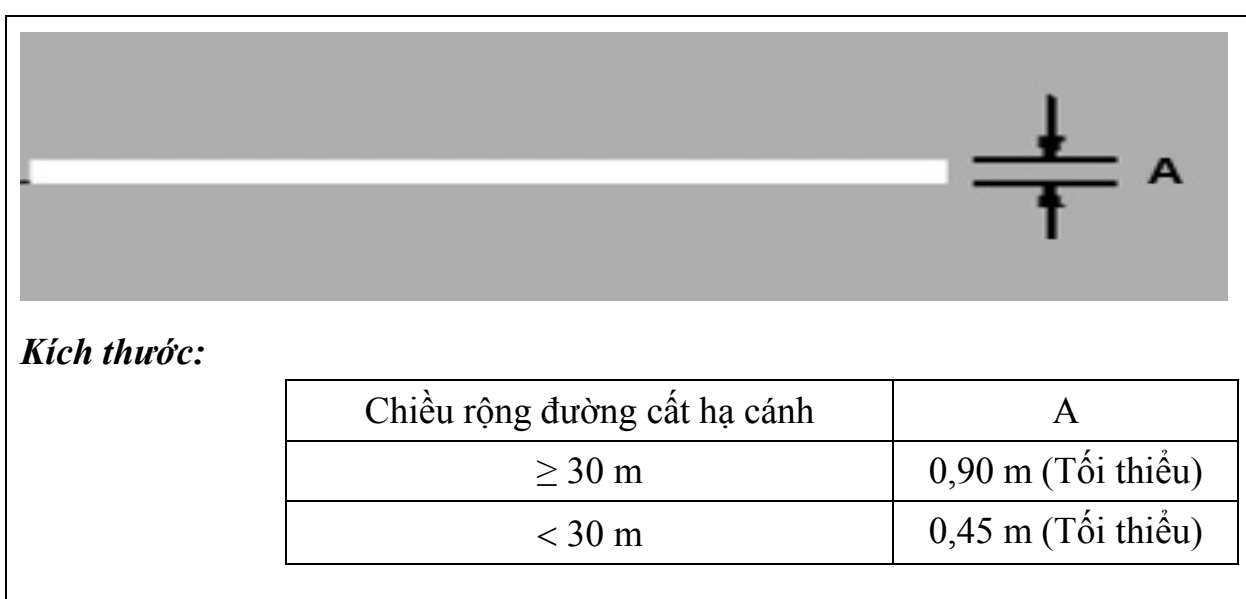 A
Kích thước:
Chiều rộng đường cất hạ cánh A
≥ 30 m 0,90 m (Tối thiểu)
< 30 m 0,45 m (Tối thiểu)